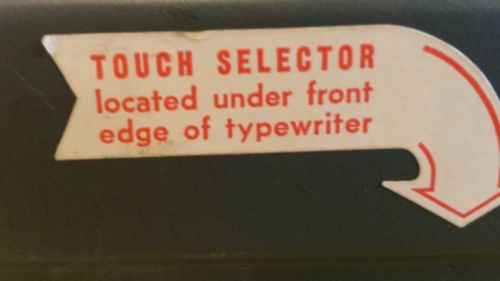 TOUCH SELECTOR
located under front
edge of typewriter